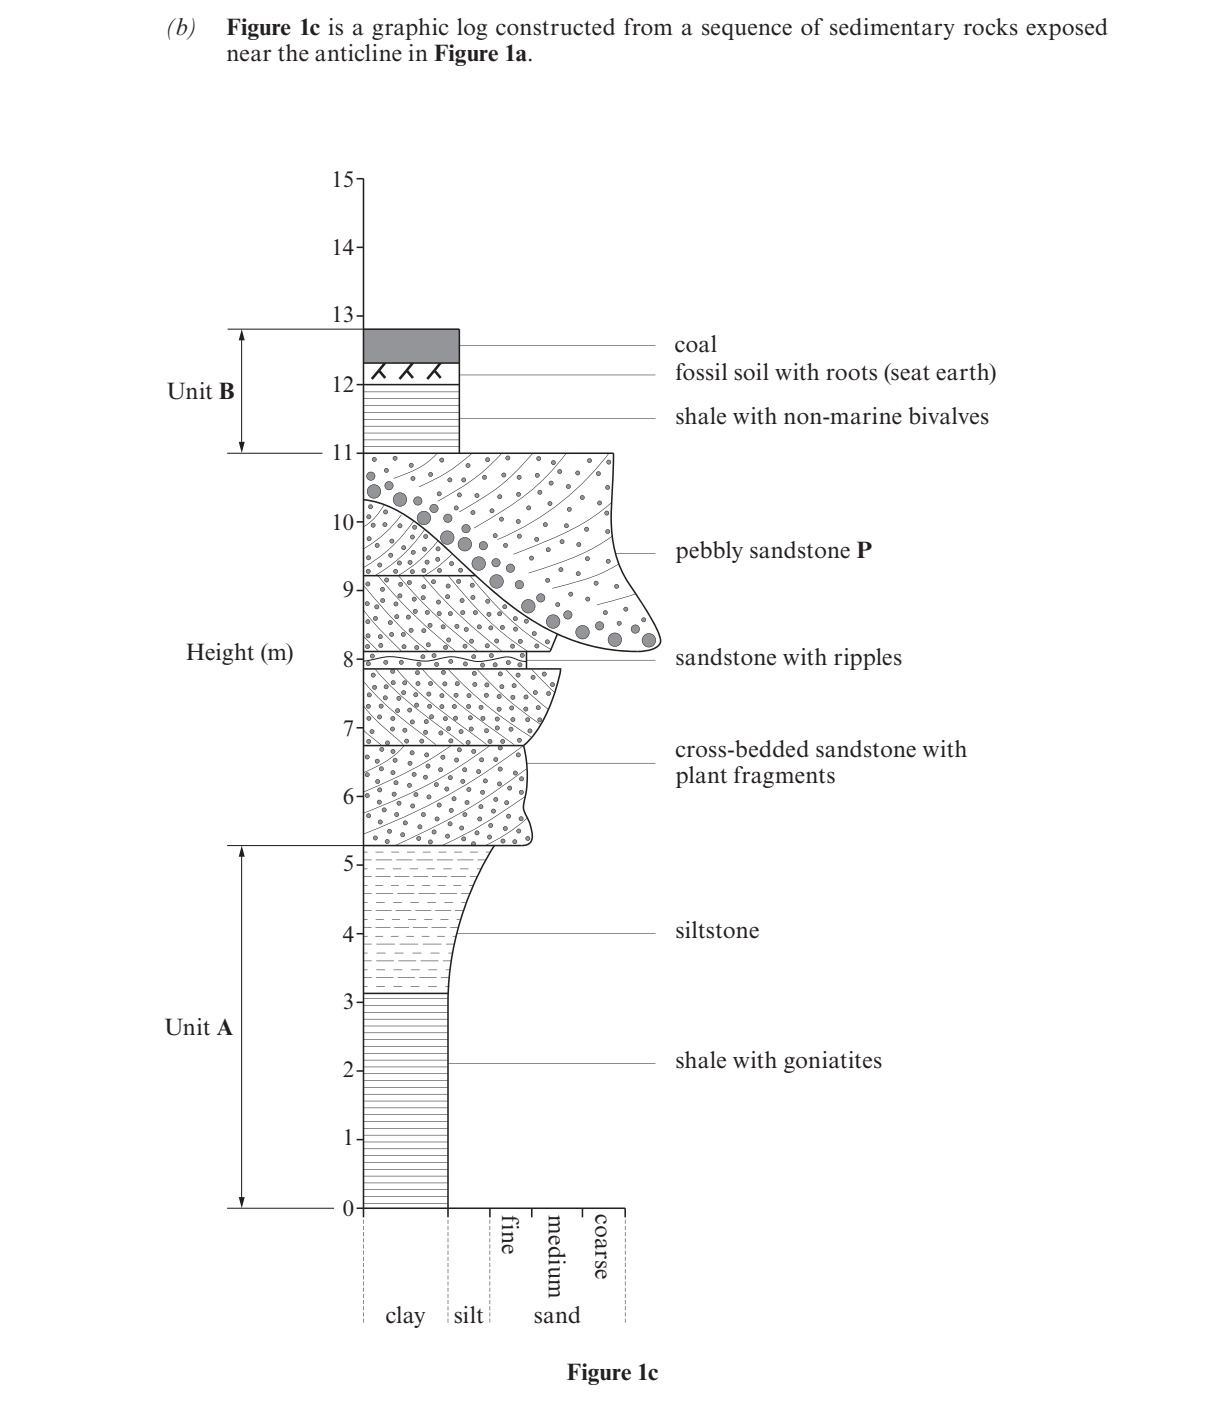 (b) Figure 1c is a graphic log constructed from a sequence of sedimentary rocks exposed
near the anticline in Figure 1a.
15
14
13
coal
fossil soil with roots (seat earth)
12
Unit B
shale with non-marine bivalves
11
10
pebbly sandstone P
9
Height (m)
8
sandstone with ripples
7
cross-bedded sandstone with
plant fragments
6
5
siltstone
4
3
Unit A
shale with goniatites
2
1
0
fine
medium
coarse
clay
silt
sand
Figure 1c